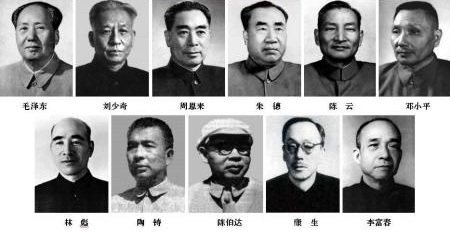 毛泽东 刘少奇 周恩来 朱 德 陈 云 邓小平
林 彪 陶 铸 陈伯达 康 生 李富春